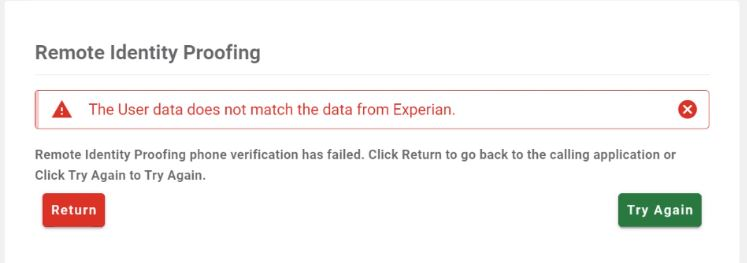 Remote Identity Proofing
The User data does not match the data from Experian.
Remote Identity Proofing phone verification has failed. Click Return to go back to the calling application or
Click Try Again to Try Again.
Return
Try Again